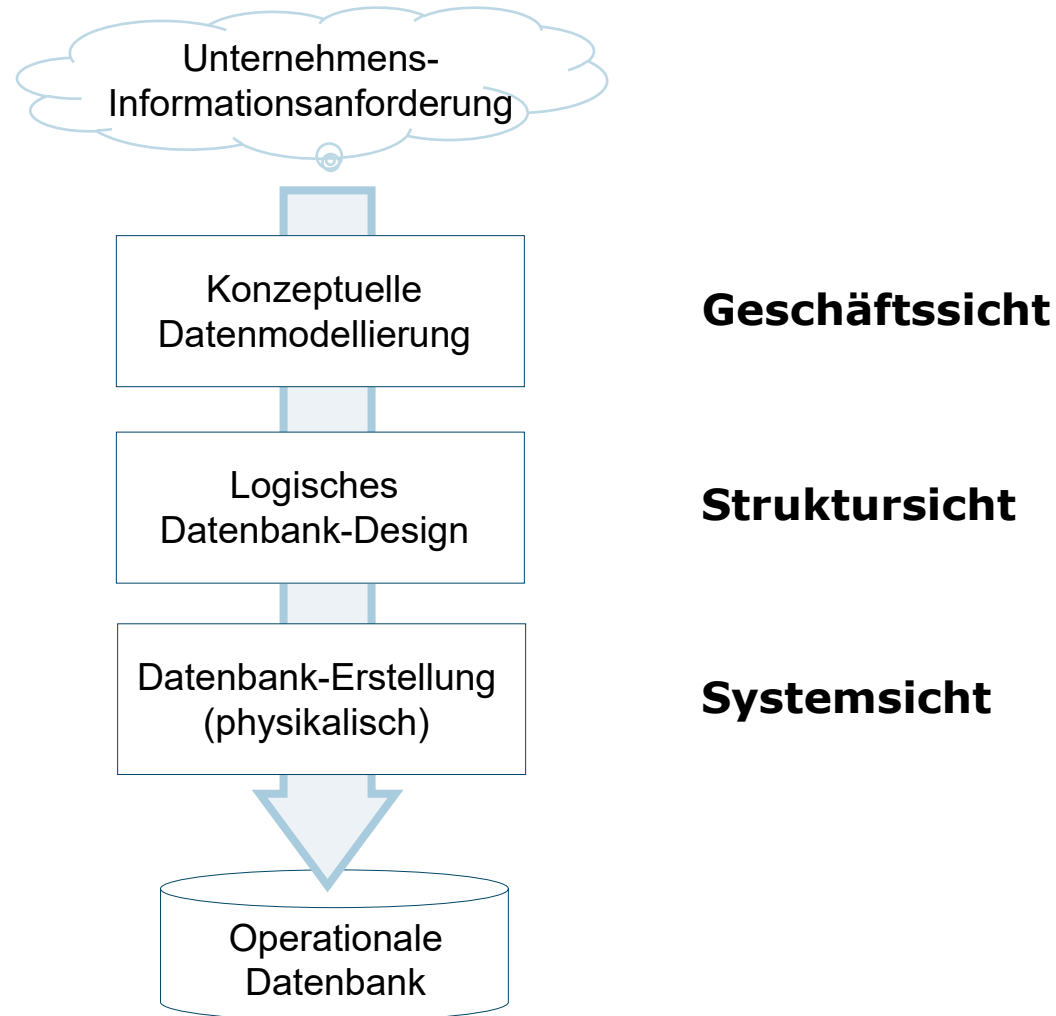 Unternehmens-
Informationsanforderung
Konzeptuelle
Datenmodellierung
Geschäftssicht
Logisches
Datenbank-Design
Struktursicht
Datenbank-Erstellung
(physikalisch)
Systemsicht
Operationale
Datenbank